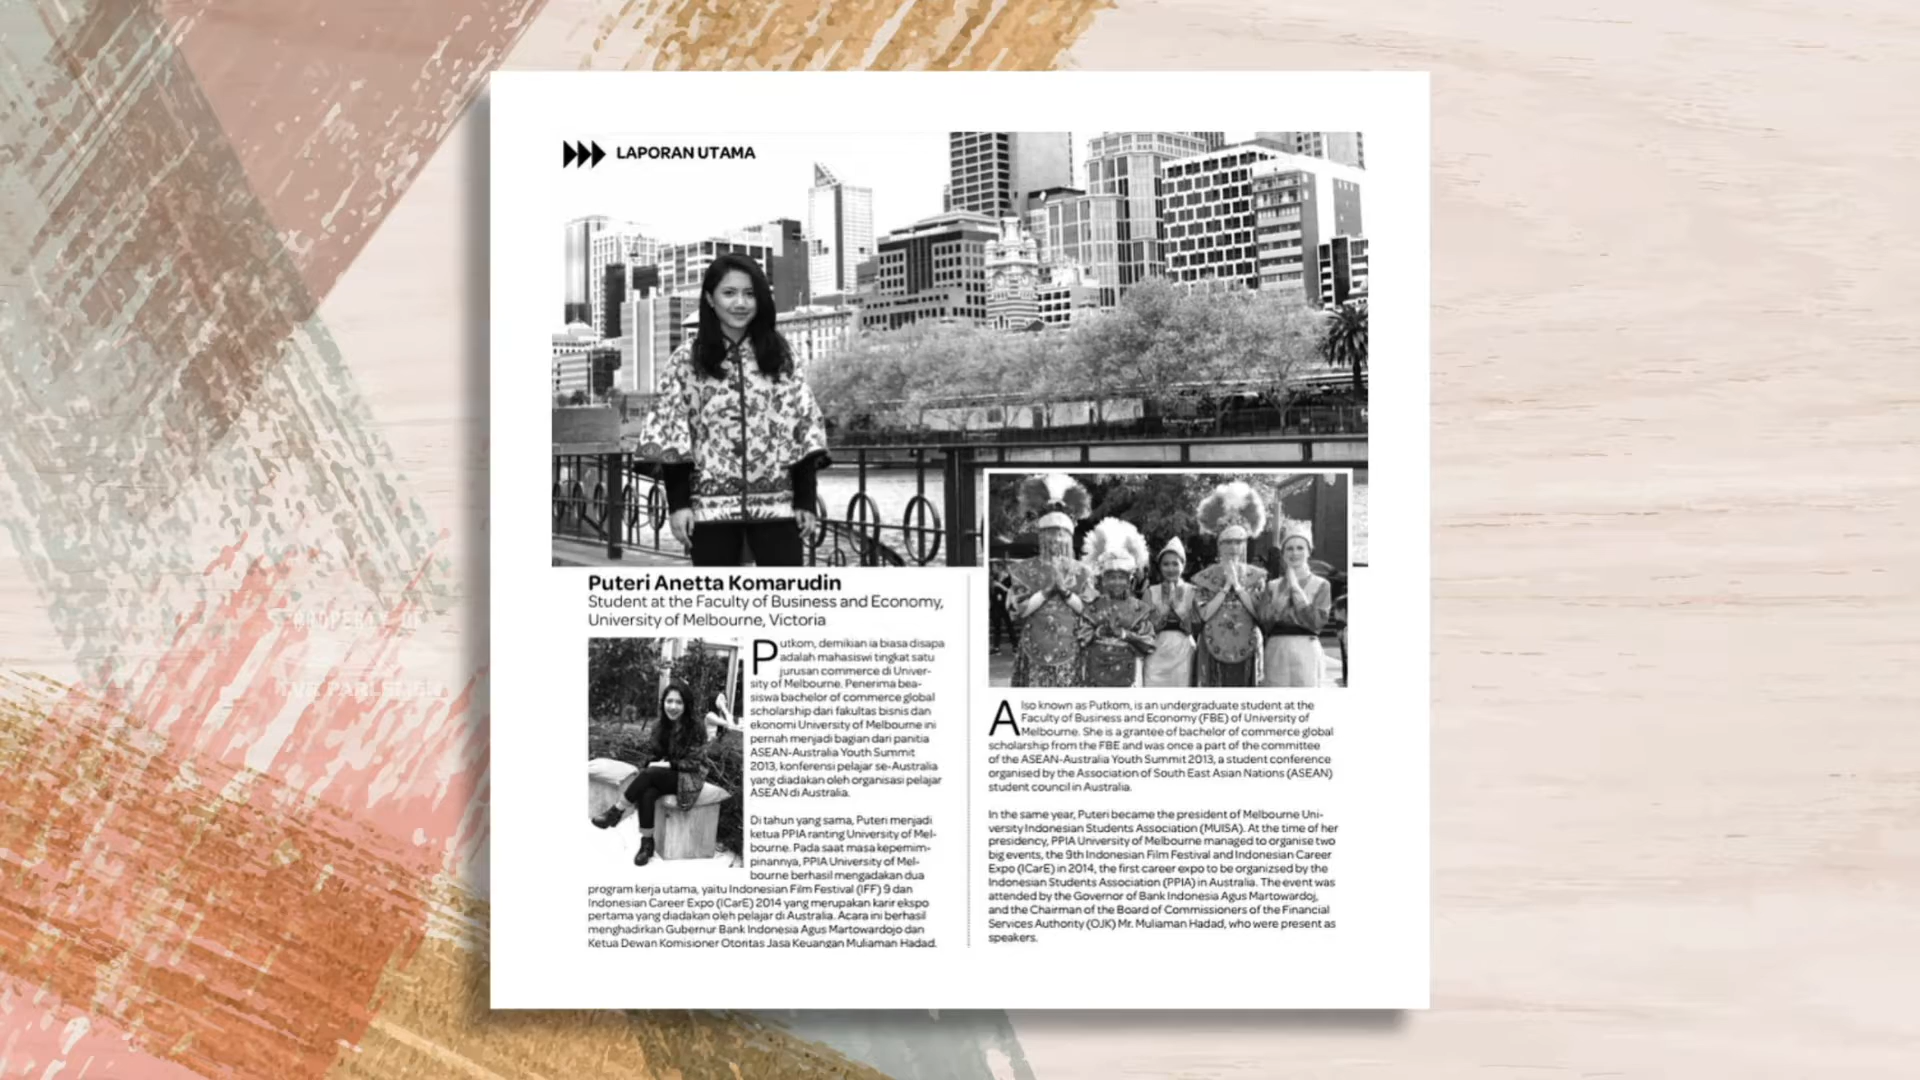 LAPORAN UTAMA
Puteri Anetta Komarudin
Student at the Faculty of Business and Economy,
University of Melbourne, Victoria
Putkom, demikian ia biasa disapa
adalah mahasiswi tingkat satu
jurusan commerce di Univer-
sity of Melbourne. Penerima bea-
siswa bachelor of commerce global
scholarship dari fakultas bisnis dan
ekonomi University of Melbourne ini
pernah menjadi bagian dari panitia
ASEAN-Australia Youth Summit
2013, konferensi pelajar se-Australia
yang diadakan oleh organisasi pelajar
ASEAN di Australia.
Di tahun yang sama, Puteri menjadi
ketua PPIA ranting University of Mel-
bourne. Pada saat masa kepemim-
pinannya, PPIA University of Mel-
bourne berhasil mengadakan dua
program kerja utama, yaitu Indonesian Film Festival (IFF) 9 dan
Indonesian Career Expo (ICarE) 2014 yang merupakan karir ekspo
pertama yang diadakan oleh pelajar di Australia. Acara ini berhasil
menghadirkan Gubernur Bank Indonesia Agus Martowardojo dan
Ketua Dewan Komisioner Otoritas Jasa Keuangan Muliaman Hadad.
Also known as Putkom, is an undergraduate student at the
Faculty of Business and Economy (FBE) of University of
Melbourne. She is a grantee of bachelor of commerce global
scholarship from the FBE and was once a part of the committee
of the ASEAN-Australia Youth Summit 2013, a student conference
organised by the Association of South East Asian Nations (ASEAN)
student council in Australia.
In the same year, Puteri became the president of Melbourne Uni-
versity Indonesian Students Association (MUISA). At the time of her
presidency, PPIA University of Melbourne managed to organise two
big events, the 9th Indonesian Film Festival and Indonesian Career
Expo (ICarE) in 2014, the first career expo to be organizsed by the
Indonesian Students Association (PPIA) in Australia. The event was
attended by the Governor of Bank Indonesia Agus Martowardoj,
and the Chairman of the Board of Commissioners of the Financial
Services Authority (OJK) Mr. Muliaman Hadad, who were present as
speakers.
PROPERTY OF
TVR PARLEMEN